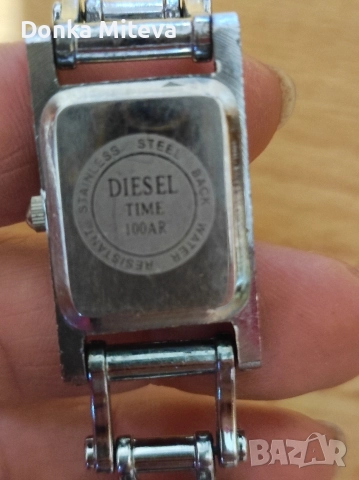 Donka Miteva
STAINLESS STEEL BACK WATER RESISTANT
DIESEL
TIME
100AR
BAZAR